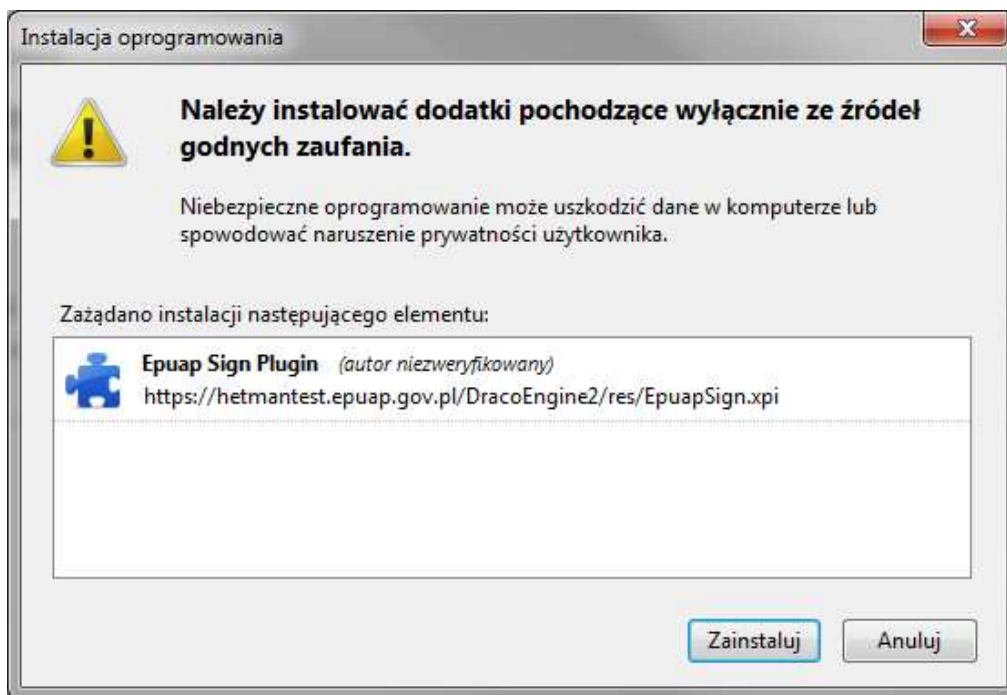 Instalacja oprogramowania
Należy instalować dodatki pochodzące wyłącznie ze źródeł
godnych zaufania.
Niebezpieczne oprogramowanie może uszkodzić dane w komputerze lub
spowodować naruszenie prywatności użytkownika.
Zażądano instalacji następującego elementu:
Epuap Sign Plugin (autor niezweryfikowany)
https://hetmantest.epuap.gov.pl/DracoEngine2/res/EpuapSign.xpi
Zainstaluj Anuluj